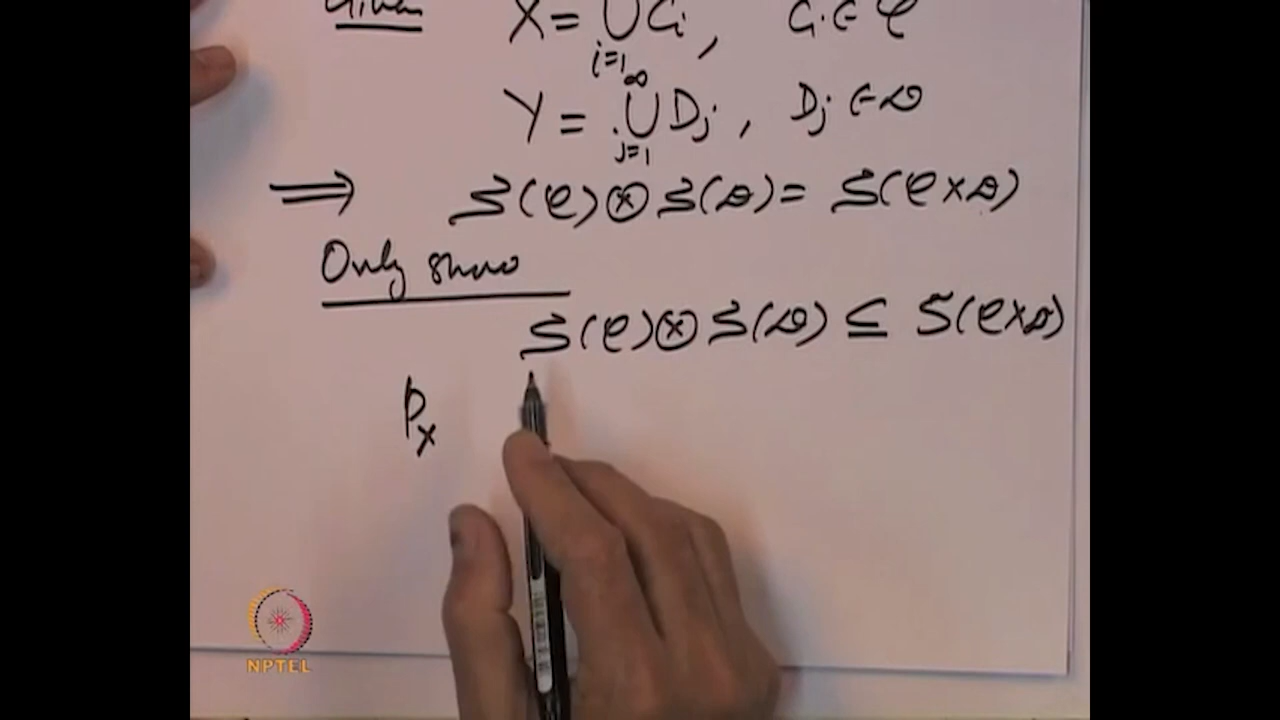 Given X = ⋃_{i=1} C_i , C_i ∈ 𝒞
Y = ⋃_{j=1}^{∞} D_j , D_j ∈ 𝒟
⟹ S(𝒞) ⊗ S(𝒟) = S(𝒞 × 𝒟)
Only show
S(𝒞) ⊗ S(𝒟) ⊆ S(𝒞 × 𝒟)
p_X
NPTEL